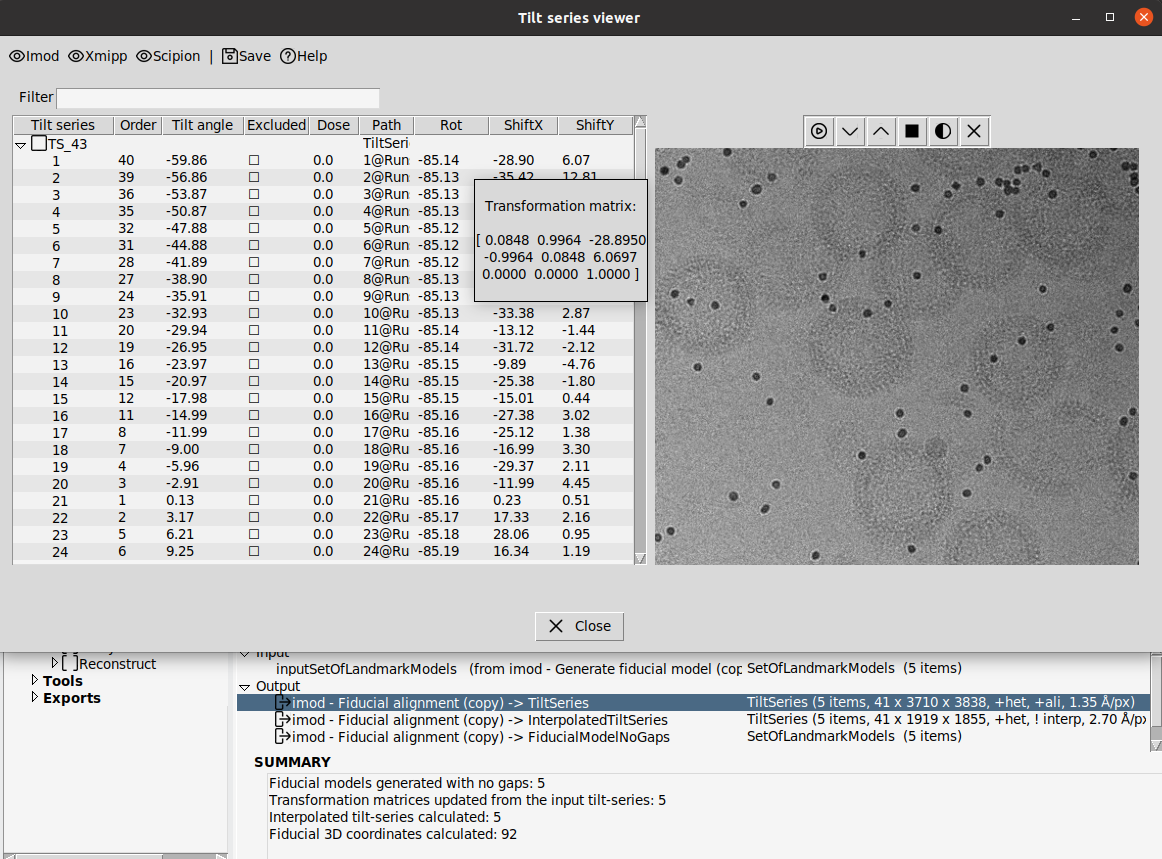 Tilt series viewer
Imod Xmipp Scipion | Save Help
Filter
Tilt series Order Tilt angle Excluded Dose Path Rot ShiftX ShiftY
TS_43 TiltSeri
1 40 -59.86 0.0 1@Run -85.14 -28.90 6.07
2 39 -56.86 0.0 2@Run -85.13 -35.42 12.81
3 36 -53.87 0.0 3@Run -85.13
4 35 -50.87 0.0 4@Run -85.13
5 32 -47.88 0.0 5@Run -85.12
6 31 -44.88 0.0 6@Run -85.12
7 28 -41.89 0.0 7@Run -85.12
8 27 -38.90 0.0 8@Run -85.13
9 24 -35.91 0.0 9@Run -85.13
Transformation matrix:
[ 0.0848 0.9964 -28.8950
-0.9964 0.0848 6.0697
0.0000 0.0000 1.0000 ]
10 23 -32.93 0.0 10@Ru -85.13 -33.38 2.87
11 20 -29.94 0.0 11@Ru -85.14 -13.12 -1.44
12 19 -26.95 0.0 12@Ru -85.14 -31.72 -2.12
13 16 -23.97 0.0 13@Ru -85.15 -9.89 -4.76
14 15 -20.97 0.0 14@Ru -85.15 -25.38 -1.80
15 12 -17.98 0.0 15@Ru -85.15 -15.01 0.44
16 11 -14.99 0.0 16@Ru -85.16 -27.38 3.02
17 8 -11.99 0.0 17@Ru -85.16 -25.12 1.38
18 7 -9.00 0.0 18@Ru -85.16 -16.99 3.30
19 4 -5.96 0.0 19@Ru -85.16 -29.37 2.11
20 3 -2.91 0.0 20@Ru -85.16 -11.99 4.45
21 1 0.13 0.0 21@Ru -85.16 0.23 0.51
22 2 3.17 0.0 22@Ru -85.17 17.33 2.16
23 5 6.21 0.0 23@Ru -85.18 28.06 0.95
24 6 9.25 0.0 24@Ru -85.19 16.34 1.19
Close
Reconstruct
Tools
Exports
Input
inputSetOfLandmarkModels (from imod - Generate fiducial model (cop SetOfLandmarkModels (5 items)
Output
imod - Fiducial alignment (copy) -> TiltSeries TiltSeries (5 items, 41 x 3710 x 3838, +het, +ali, 1.35 Å/px)
imod - Fiducial alignment (copy) -> InterpolatedTiltSeries TiltSeries (5 items, 41 x 1919 x 1855, +het, ! interp, 2.70 Å/px
imod - Fiducial alignment (copy) -> FiducialModelNoGaps SetOfLandmarkModels (5 items)
SUMMARY
Fiducial models generated with no gaps: 5
Transformation matrices updated from the input tilt-series: 5
Interpolated tilt-series calculated: 5
Fiducial 3D coordinates calculated: 92